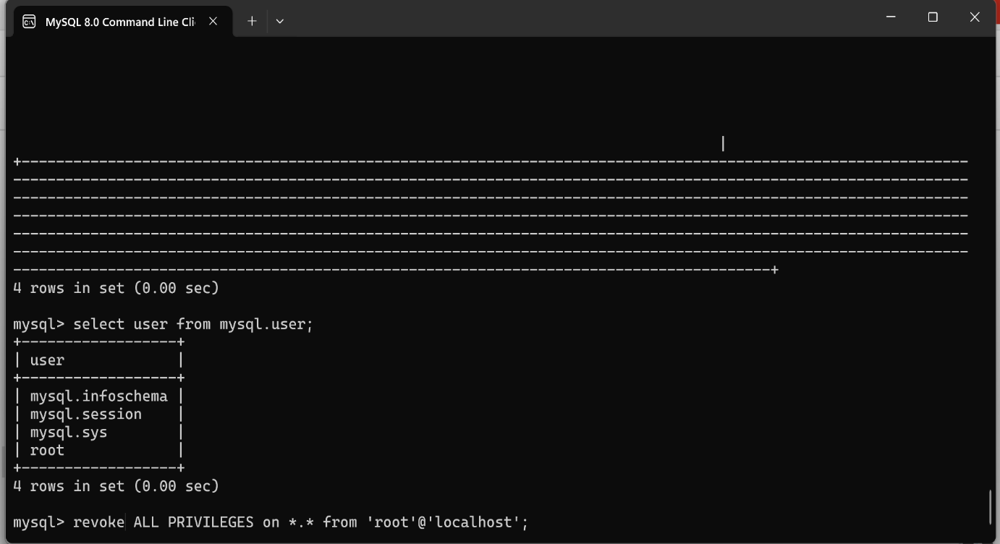 MySQL 8.0 Command Line Cli
|
+--------------------------------------------------------------------------------------------------------------
---------------------------------------------------------------------------------------------------------------
---------------------------------------------------------------------------------------------------------------
---------------------------------------------------------------------------------------------------------------
---------------------------------------------------------------------------------------------------------------
---------------------------------------------------------------------------------------------------------------
----------------------------------------------------------------------------------------+
4 rows in set (0.00 sec)
mysql> select user from mysql.user;
+------------------+
| user             |
+------------------+
| mysql.infoschema |
| mysql.session    |
| mysql.sys        |
| root             |
+------------------+
4 rows in set (0.00 sec)
mysql> revoke ALL PRIVILEGES on *.* from 'root'@'localhost';